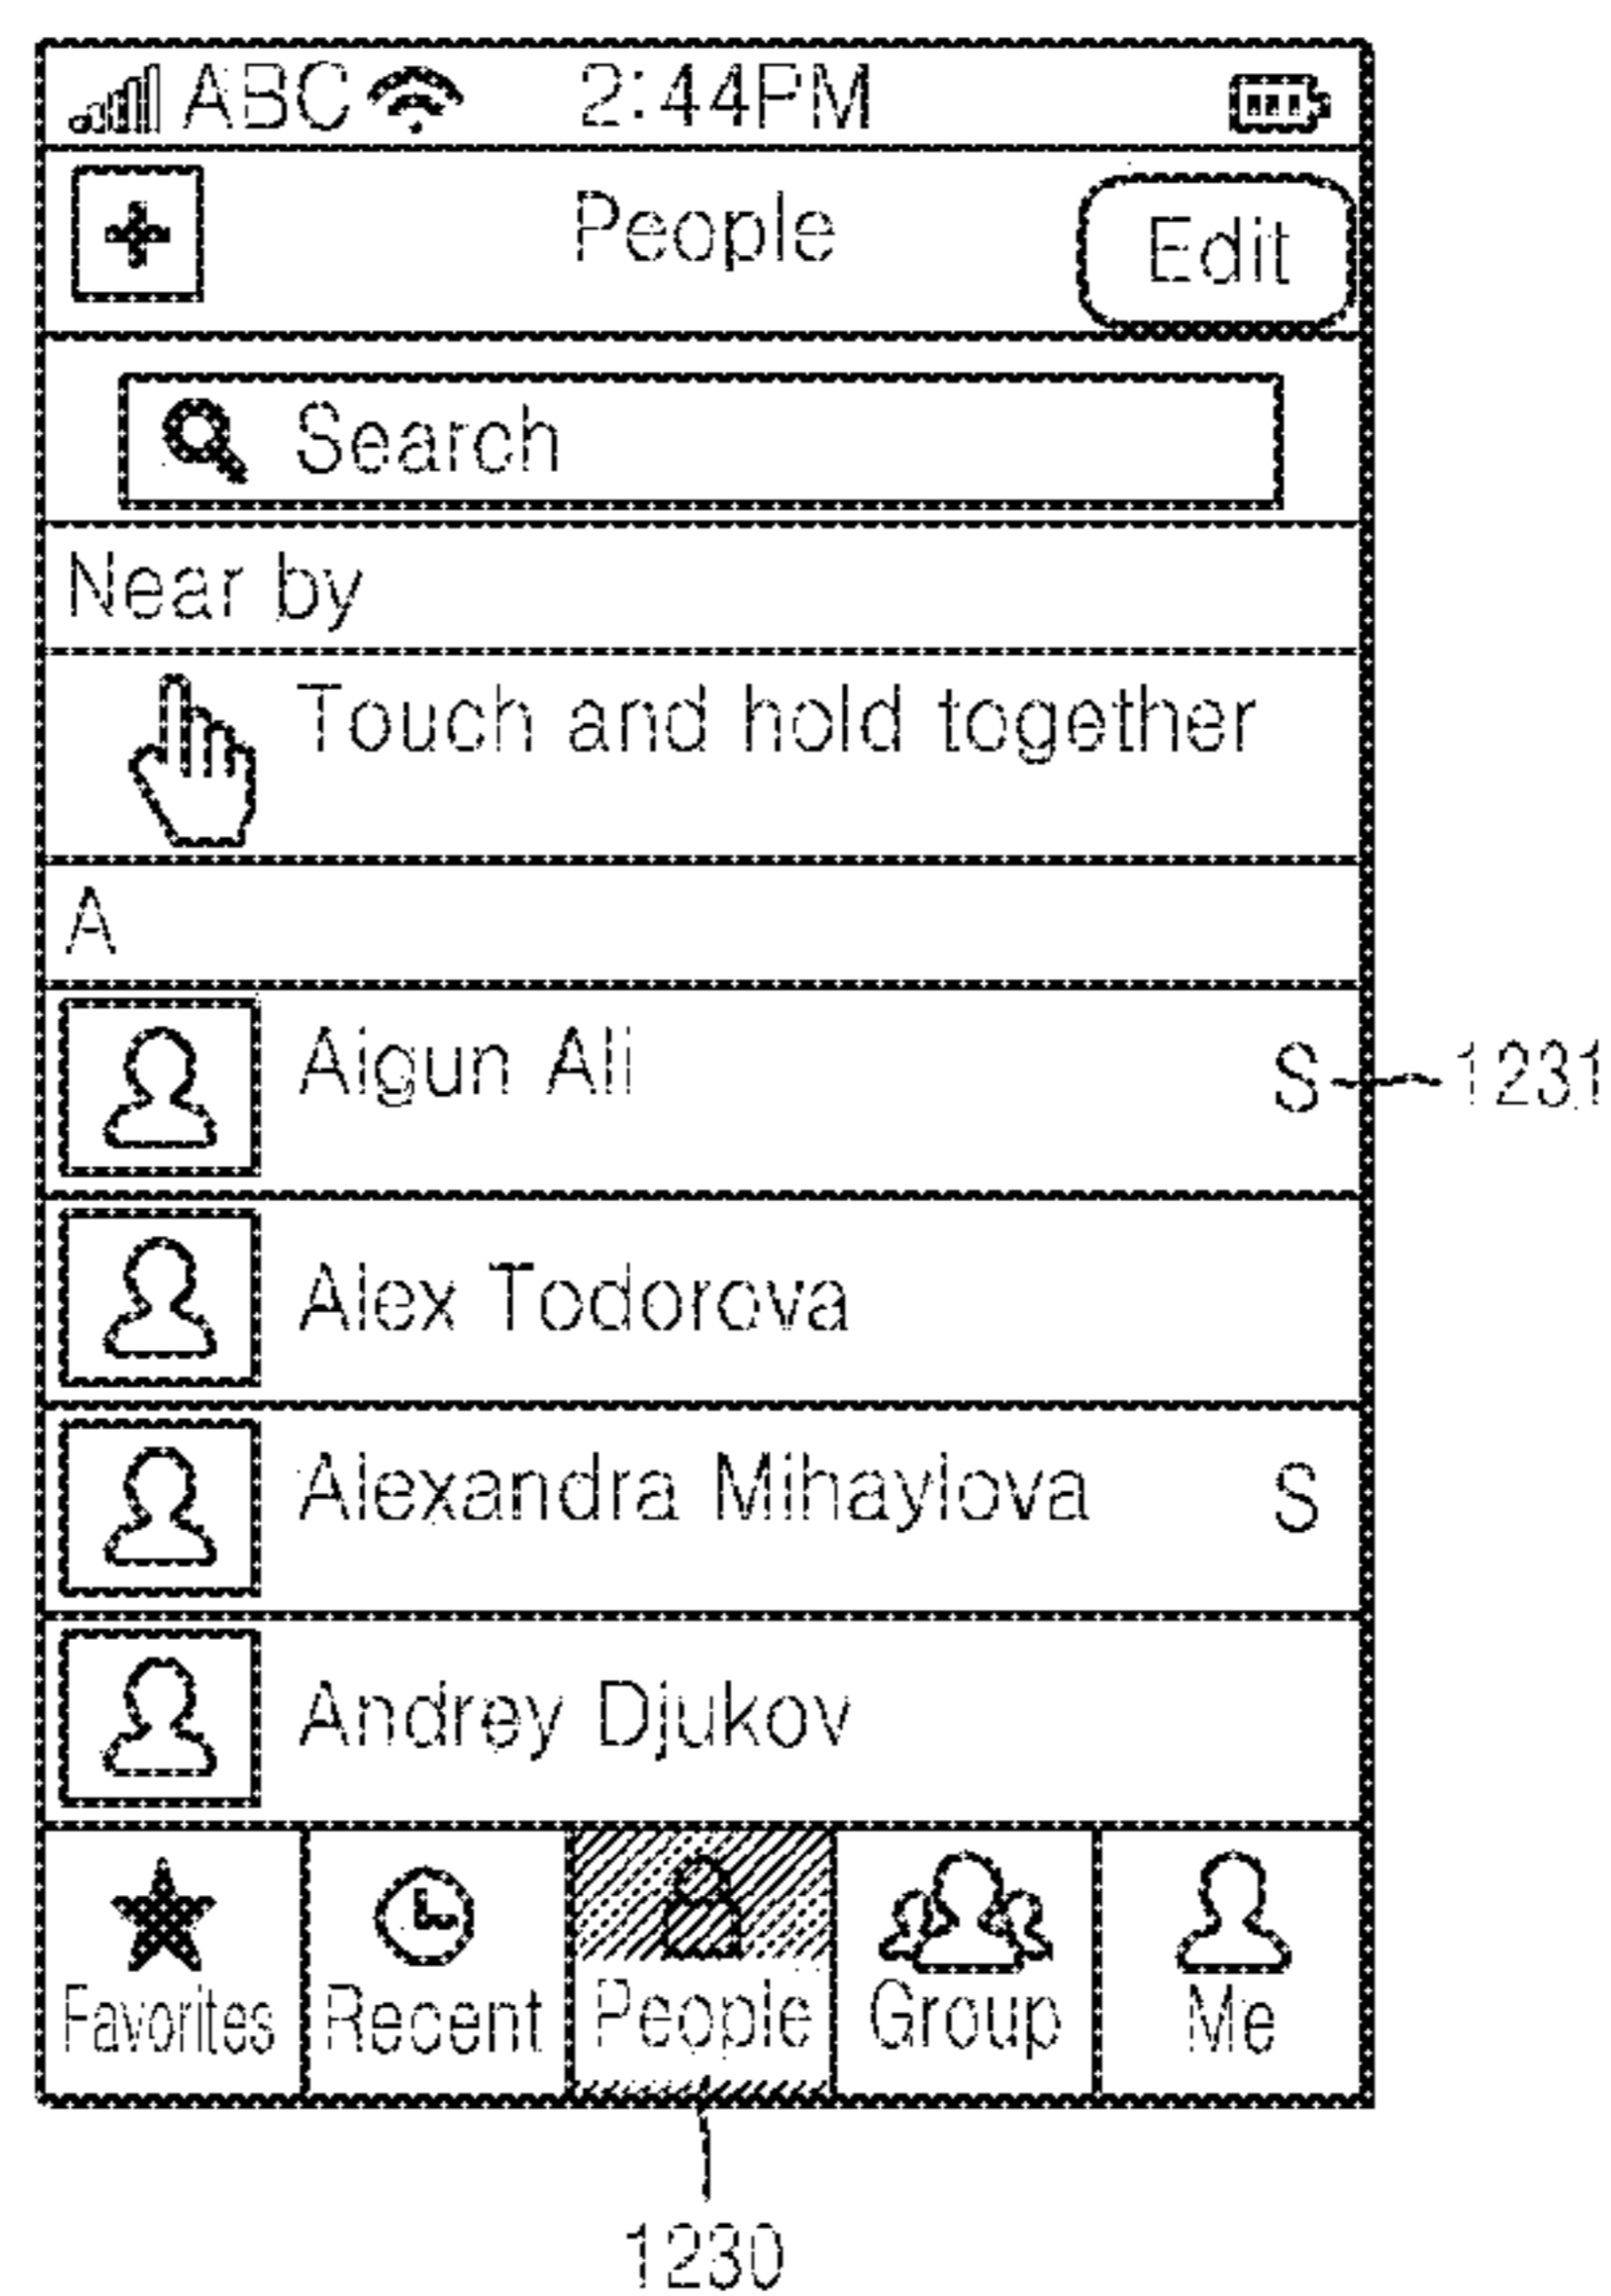 ABC 2:44PM
People Edit
Search
Near by
Touch and hold together
A
Aigun Ali S 1231
Alex Todorova
Alexandra Mihaylova S
Andrey Djukov
Favorites Recent People Group Me
1230